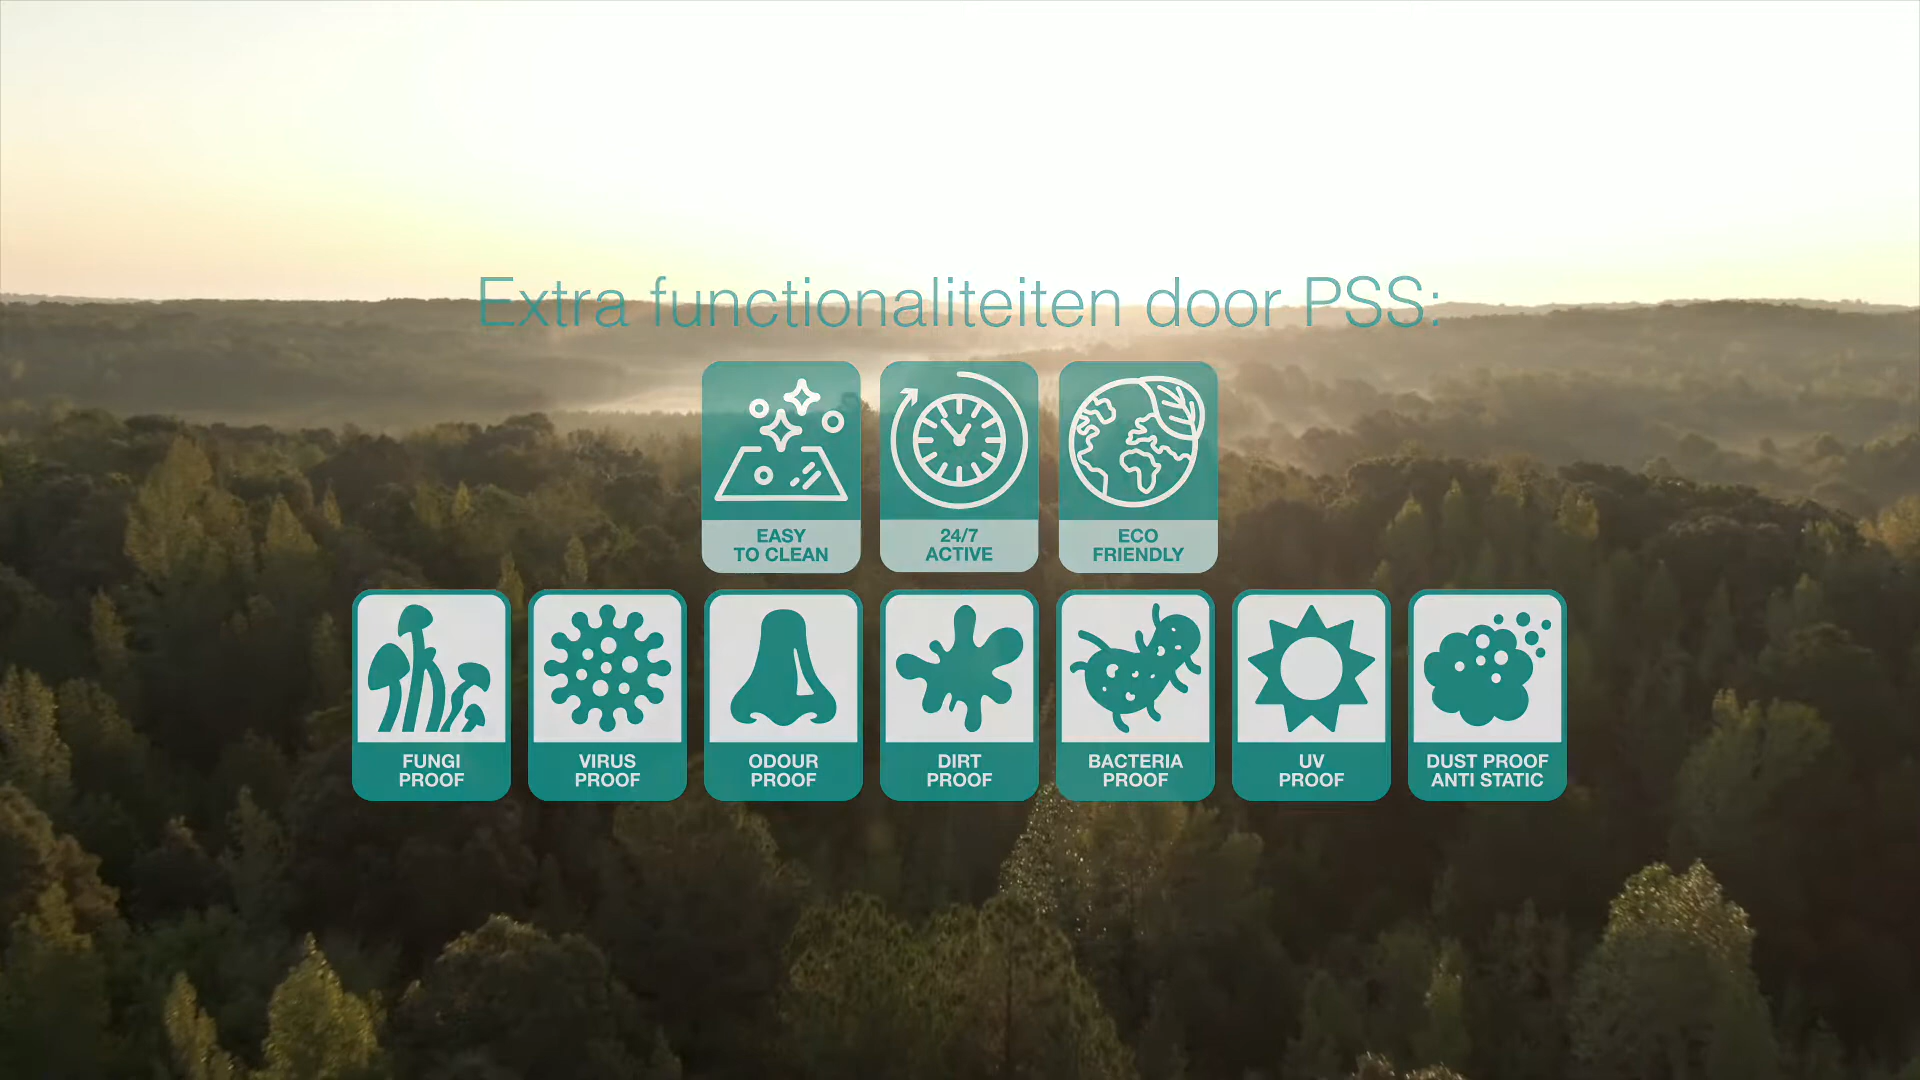 Extra functionaliteiten door PSS:
EASY
TO CLEAN
24/7
ACTIVE
ECO
FRIENDLY
FUNGI
PROOF
VIRUS
PROOF
ODOUR
PROOF
DIRT
PROOF
BACTERIA
PROOF
UV
PROOF
DUST PROOF
ANTI STATIC